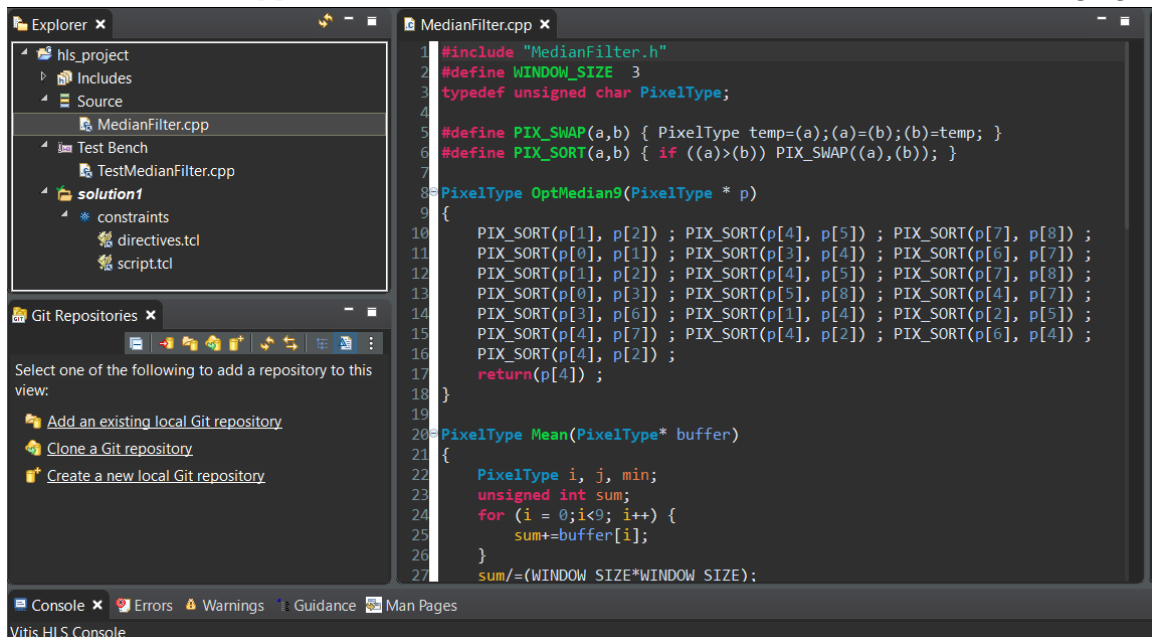 Explorer
hls_project
Includes
Source
MedianFilter.cpp
Test Bench
TestMedianFilter.cpp
solution1
constraints
directives.tcl
script.tcl
Git Repositories
Select one of the following to add a repository to this
view:
Add an existing local Git repository
Clone a Git repository
Create a new local Git repository
MedianFilter.cpp
1 #include "MedianFilter.h"
2 #define WINDOW_SIZE  3
3 typedef unsigned char PixelType;
4
5 #define PIX_SWAP(a,b) { PixelType temp=(a);(a)=(b);(b)=temp; }
6 #define PIX_SORT(a,b) { if ((a)>(b)) PIX_SWAP((a),(b)); }
7
8 PixelType OptMedian9(PixelType * p)
9 {
10     PIX_SORT(p[1], p[2]) ; PIX_SORT(p[4], p[5]) ; PIX_SORT(p[7], p[8]) ;
11     PIX_SORT(p[0], p[1]) ; PIX_SORT(p[3], p[4]) ; PIX_SORT(p[6], p[7]) ;
12     PIX_SORT(p[1], p[2]) ; PIX_SORT(p[4], p[5]) ; PIX_SORT(p[7], p[8]) ;
13     PIX_SORT(p[0], p[3]) ; PIX_SORT(p[5], p[8]) ; PIX_SORT(p[4], p[7]) ;
14     PIX_SORT(p[3], p[6]) ; PIX_SORT(p[1], p[4]) ; PIX_SORT(p[2], p[5]) ;
15     PIX_SORT(p[4], p[7]) ; PIX_SORT(p[4], p[2]) ; PIX_SORT(p[6], p[4]) ;
16     PIX_SORT(p[4], p[2]) ;
17     return(p[4]) ;
18 }
19
20 PixelType Mean(PixelType* buffer)
21 {
22     PixelType i, j, min;
23     unsigned int sum;
24     for (i = 0;i<9; i++) {
25         sum+=buffer[i];
26     }
27     sum/=(WINDOW_SIZE*WINDOW_SIZE);
Console Errors Warnings Guidance Man Pages
Vitis HLS Console